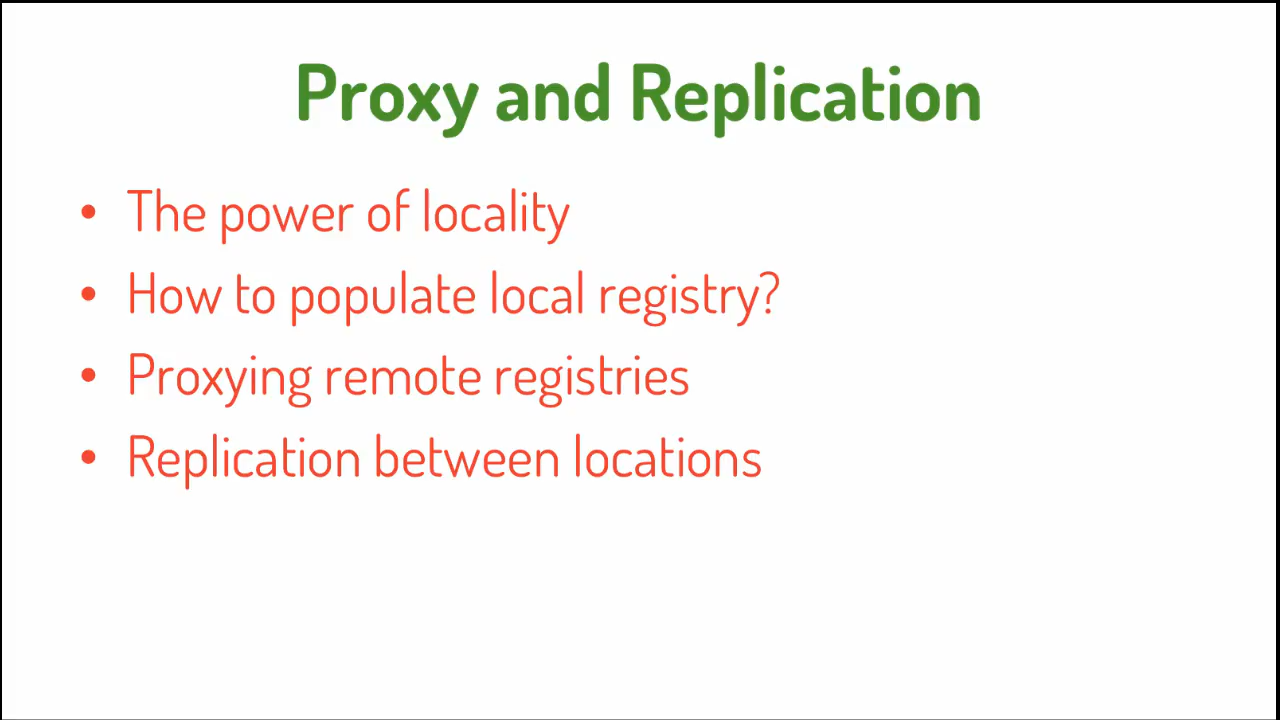 Proxy and Replication
• The power of locality
• How to populate local registry?
• Proxying remote registries
• Replication between locations